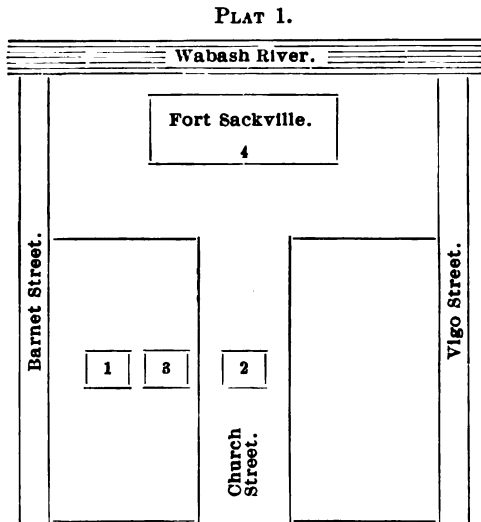 PLAT 1.
Wabash River.
Fort Sackville.
4
Barnet Street.
Vigo Street.
1
3
2
Church
Street.